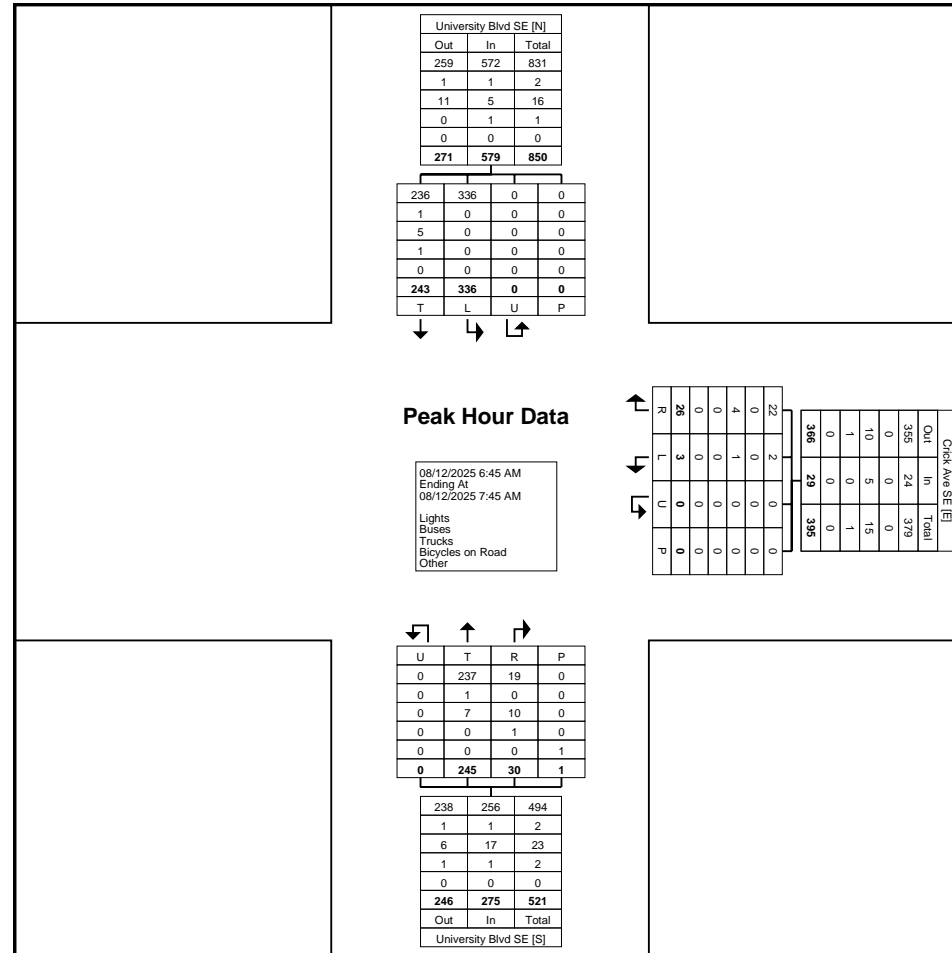 University Blvd SE [N]
Out In Total
259 572 831
1 1 2
11 5 16
0 1 1
0 0 0
271 579 850
236 336 0 0
1 0 0 0
5 0 0 0
1 0 0 0
0 0 0 0
243 336 0 0
T L U P
Peak Hour Data
08/12/2025 6:45 AM
Ending At
08/12/2025 7:45 AM
Lights
Buses
Trucks
Bicycles on Road
Other
Crick Ave SE [E]
Out In Total
355 24 379
0 0 0
10 5 15
1 0 1
0 0 0
366 29 395
22 2 0 0
0 0 0 0
4 1 0 0
0 0 0 0
0 0 0 0
26 3 0 0
R L U P
U T R P
0 237 19 0
0 1 0 0
0 7 10 0
0 0 1 0
0 0 0 1
0 245 30 1
238 256 494
1 1 2
6 17 23
1 1 2
0 0 0
246 275 521
Out In Total
University Blvd SE [S]